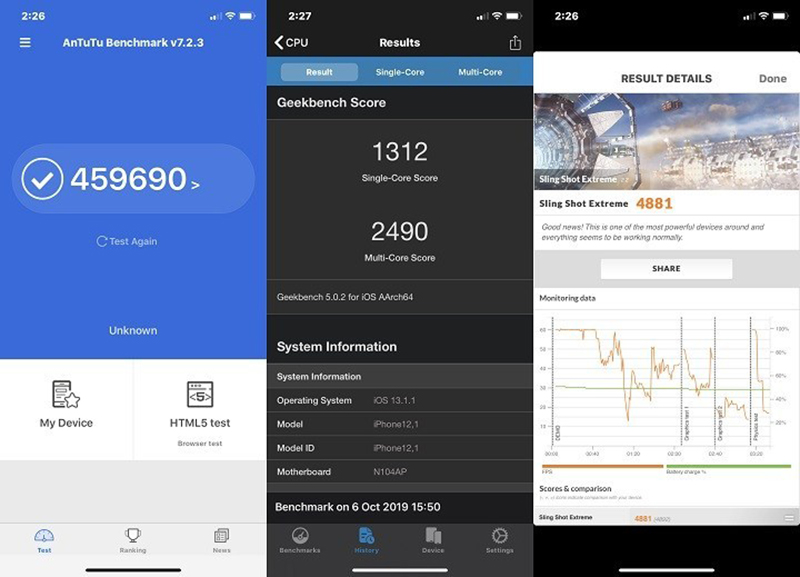 2:26
AnTuTu Benchmark v7.2.3
459690 >
Test Again
Unknown
My Device
HTML5 test
Browser test
Test
Ranking
News
2:27
CPU
Results
Result
Single-Core
Multi-Core
Geekbench Score
1312
Single-Core Score
2490
Multi-Core Score
Geekbench 5.0.2 for iOS AArch64
System Information
System Information
Operating System iOS 13.1.1
Model iPhone12,1
Model ID iPhone12,1
Motherboard N104AP
Benchmark on 6 Oct 2019 15:50
Benchmarks
History
Device
Settings
2:26
RESULT DETAILS
Done
Sling Shot Extreme
Sling Shot Extreme 4881
Good news! This is one of the most powerful devices around and
everything seems to be working normally.
SHARE
Monitoring data
60
50
40
30
20
10
100%
80%
60%
40%
20%
DEMO
Graphics test 1
Graphics test 2
Physics test
00:00
00:40
01:20
02:00
02:40
03:20
FPS
Battery charge %
Scores & comparison
Sling Shot Extreme 4881